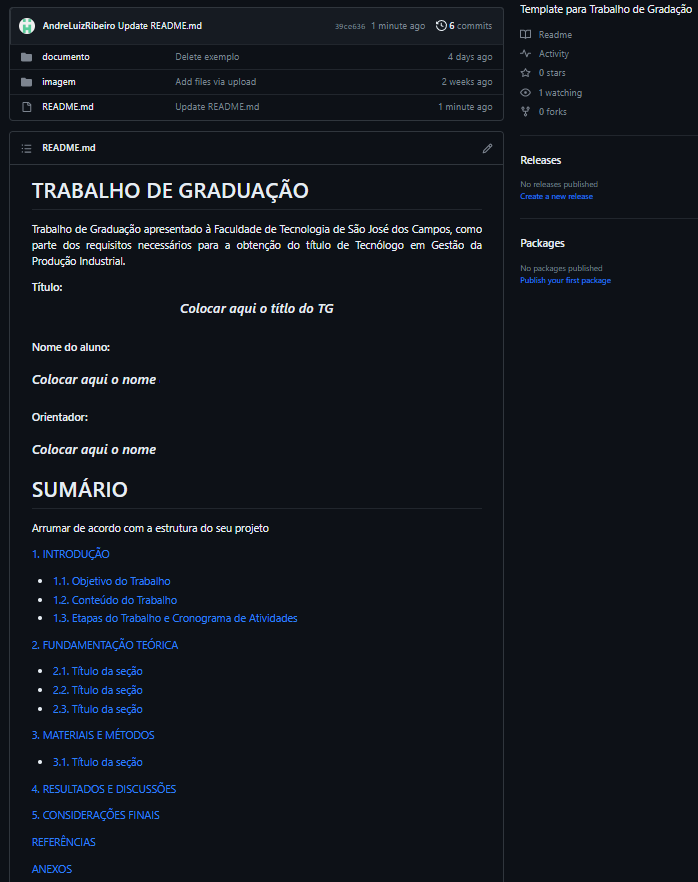 AndreLuizRibeiro Update README.md 39ce636 1 minute ago 6 commits
documento Delete exemplo 4 days ago
imagem Add files via upload 2 weeks ago
README.md Update README.md 1 minute ago
README.md
TRABALHO DE GRADUAÇÃO
Trabalho de Graduação apresentado à Faculdade de Tecnologia de São José dos Campos, como
parte dos requisitos necessários para a obtenção do título de Tecnólogo em Gestão da
Produção Industrial.
Título:
Colocar aqui o títlo do TG
Nome do aluno:
Colocar aqui o nome
Orientador:
Colocar aqui o nome
SUMÁRIO
Arrumar de acordo com a estrutura do seu projeto
1. INTRODUÇÃO
1.1. Objetivo do Trabalho
1.2. Conteúdo do Trabalho
1.3. Etapas do Trabalho e Cronograma de Atividades
2. FUNDAMENTAÇÃO TEÓRICA
2.1. Título da seção
2.2. Título da seção
2.3. Título da seção
3. MATERIAIS E MÉTODOS
3.1. Título da seção
4. RESULTADOS E DISCUSSÕES
5. CONSIDERAÇÕES FINAIS
REFERÊNCIAS
ANEXOS
Template para Trabalho de Gradação
Readme
Activity
0 stars
1 watching
0 forks
Releases
No releases published
Create a new release
Packages
No packages published
Publish your first package